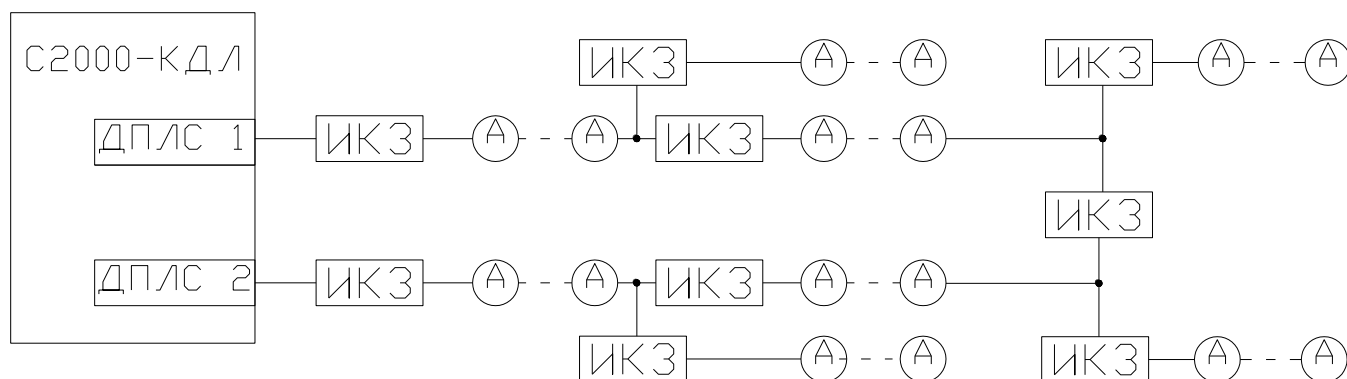 ИКЗ А А ИКЗ А А
С2000-КДЛ
ДПЛС 1 ИКЗ А А ИКЗ А А
ИКЗ
ДПЛС 2 ИКЗ А А ИКЗ А А
ИКЗ А А ИКЗ А А